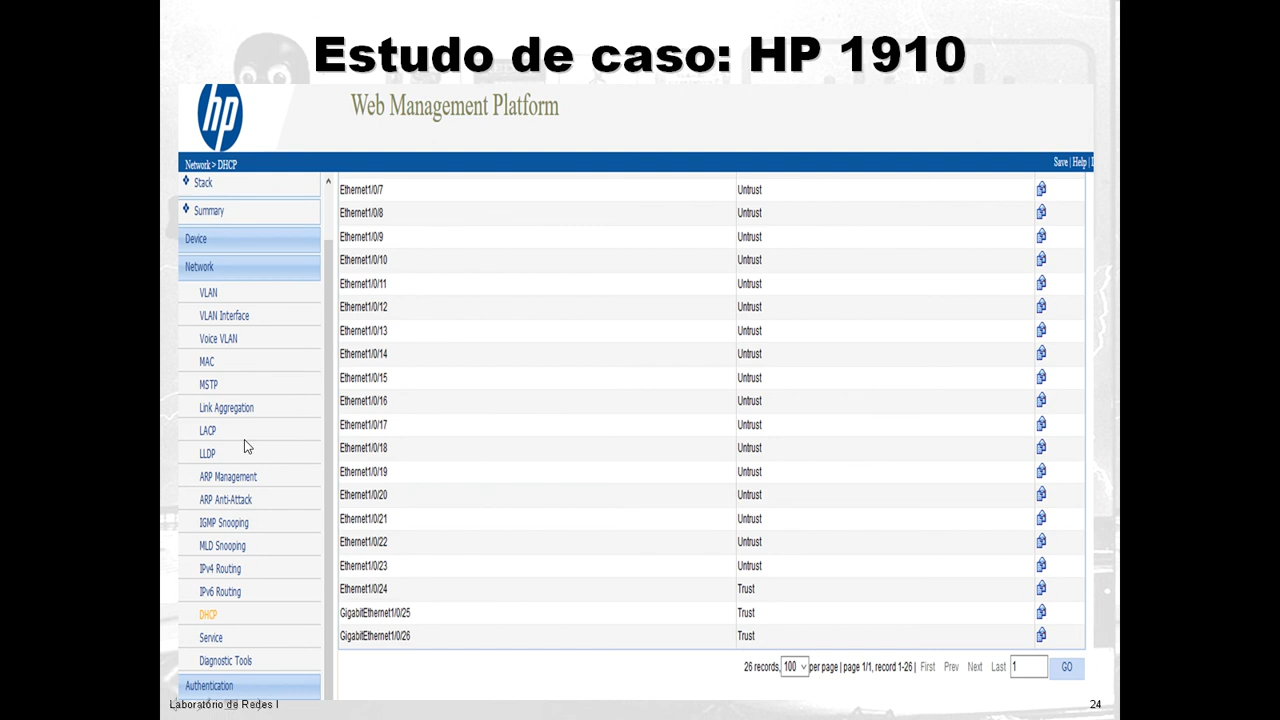 Estudo de caso: HP 1910
hp
Web Management Platform
Network > DHCP
Save | Help |
Stack
Summary
Device
Network
VLAN
VLAN Interface
Voice VLAN
MAC
MSTP
Link Aggregation
LACP
LLDP
ARP Management
ARP Anti-Attack
IGMP Snooping
MLD Snooping
IPv4 Routing
IPv6 Routing
DHCP
Service
Diagnostic Tools
Authentication
Ethernet1/0/7 Untrust
Ethernet1/0/8 Untrust
Ethernet1/0/9 Untrust
Ethernet1/0/10 Untrust
Ethernet1/0/11 Untrust
Ethernet1/0/12 Untrust
Ethernet1/0/13 Untrust
Ethernet1/0/14 Untrust
Ethernet1/0/15 Untrust
Ethernet1/0/16 Untrust
Ethernet1/0/17 Untrust
Ethernet1/0/18 Untrust
Ethernet1/0/19 Untrust
Ethernet1/0/20 Untrust
Ethernet1/0/21 Untrust
Ethernet1/0/22 Untrust
Ethernet1/0/23 Untrust
Ethernet1/0/24 Trust
GigabitEthernet1/0/25 Trust
GigabitEthernet1/0/26 Trust
26 records, 100 per page | page 1/1, record 1-26 | First Prev Next Last 1 GO
Laboratório de Redes I
24